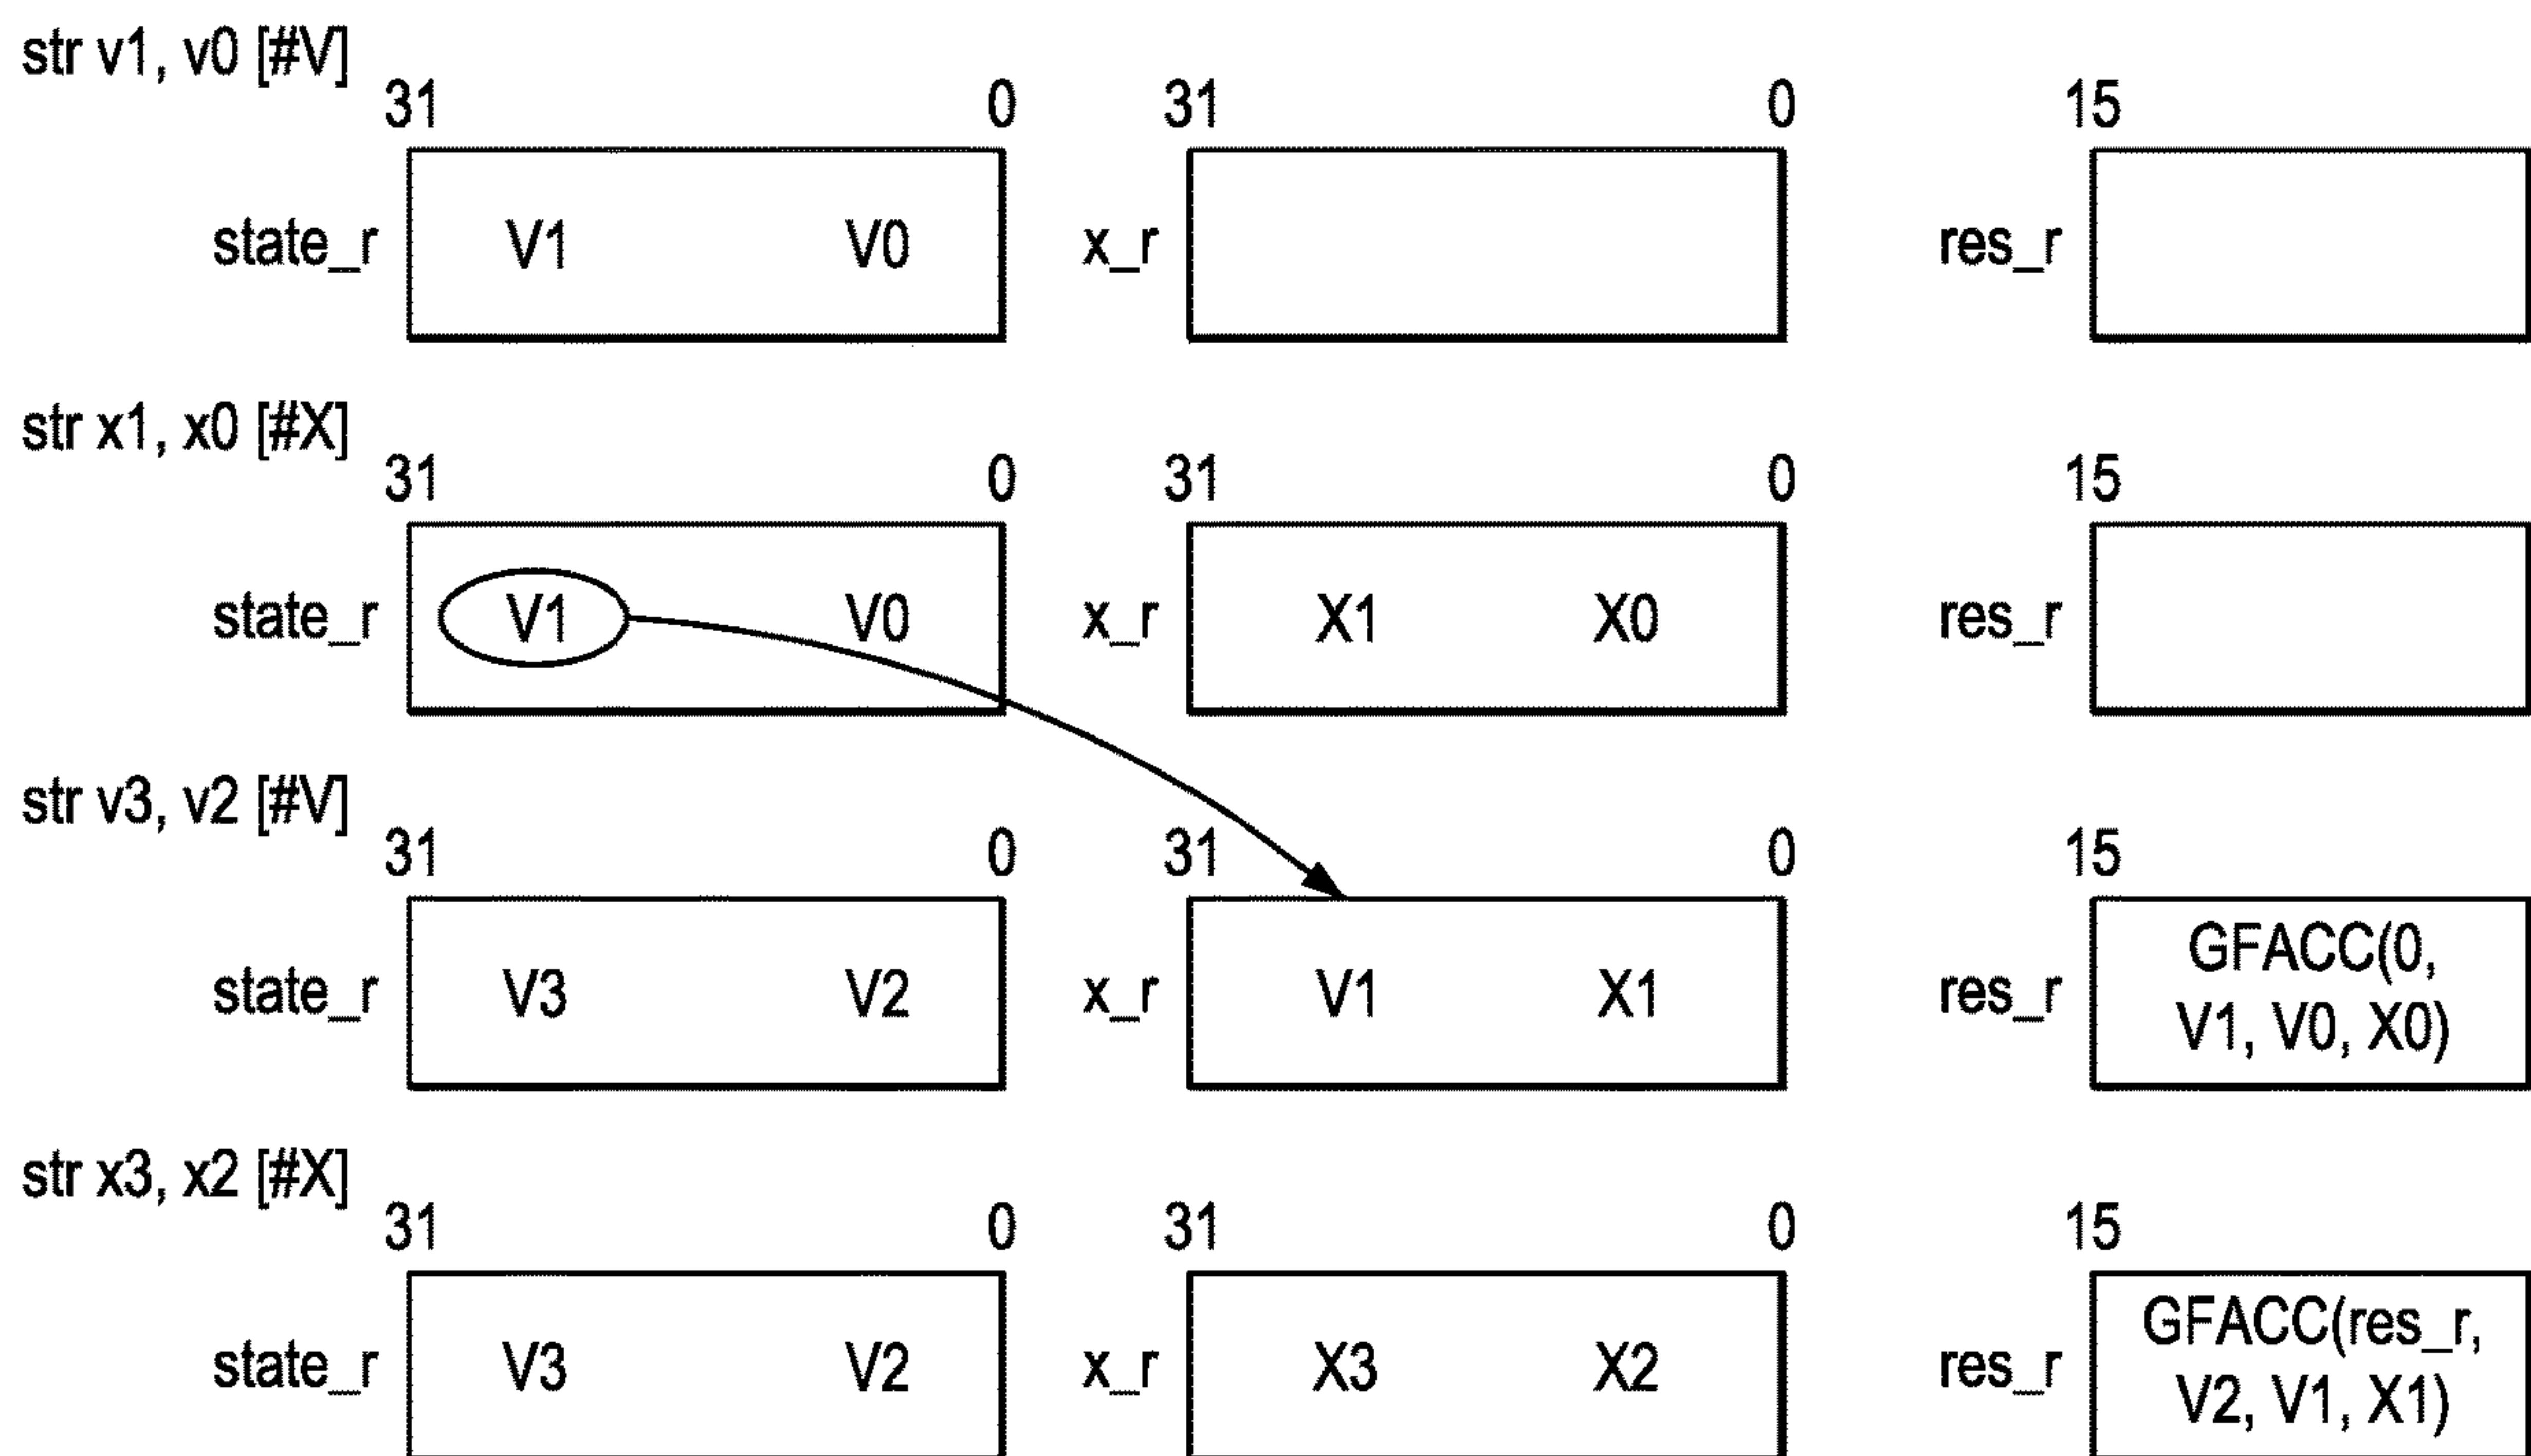 str v1, v0 [#V]
31 0 31 0 15
state_r V1 V0 x_r res_r
str x1, x0 [#X]
31 0 31 0 15
state_r V1 V0 x_r X1 X0 res_r
str v3, v2 [#V]
31 0 31 0 15
state_r V3 V2 x_r V1 X1 res_r GFACC(0,
V1, V0, X0)
str x3, x2 [#X]
31 0 31 0 15
state_r V3 V2 x_r X3 X2 res_r GFACC(res_r,
V2, V1, X1)